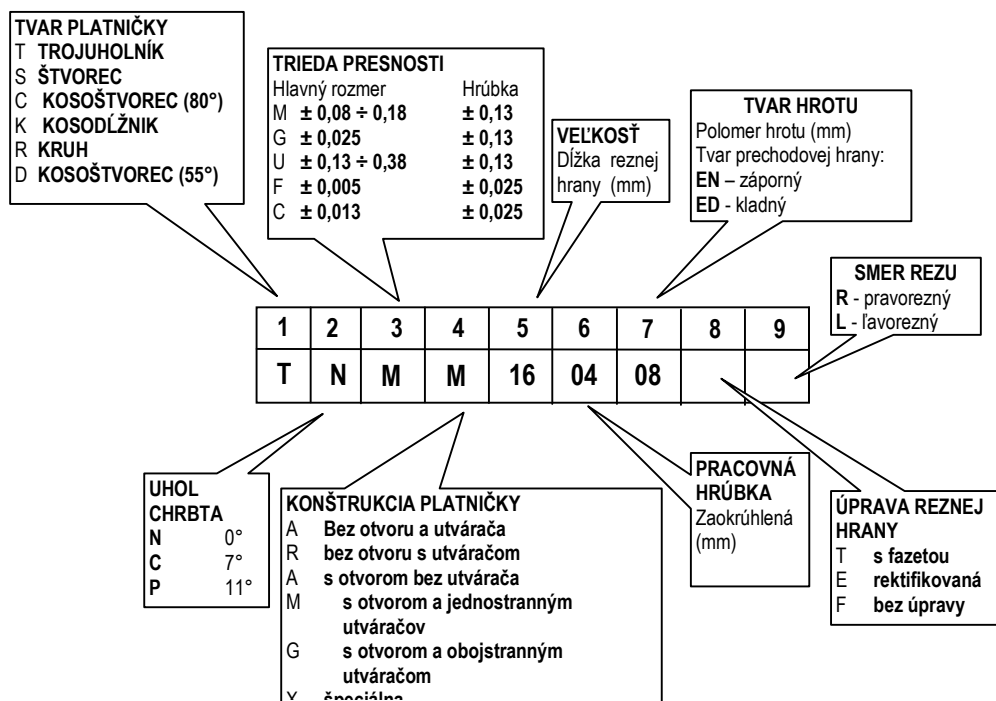 TVAR PLATNIČKY
T TROJUHOLNÍK
S ŠTVOREC
C KOSOŠTVOREC (80°)
K KOSODĹŽNIK
R KRUH
D KOSOŠTVOREC (55°)
TRIEDA PRESNOSTI
Hlavný rozmer Hrúbka
M ± 0,08 ÷ 0,18 ± 0,13
G ± 0,025 ± 0,13
U ± 0,13 ÷ 0,38 ± 0,13
F ± 0,005 ± 0,025
C ± 0,013 ± 0,025
VEĽKOSŤ
Dĺžka reznej
hrany (mm)
TVAR HROTU
Polomer hrotu (mm)
Tvar prechodovej hrany:
EN – záporný
ED - kladný
SMER REZU
R - pravorezný
L - ľavorezný
1 2 3 4 5 6 7 8 9
T N M M 16 04 08
UHOL
CHRBTA
N 0°
C 7°
P 11°
KONŠTRUKCIA PLATNIČKY
A Bez otvoru a utvárača
R bez otvoru s utváračom
A s otvorom bez utvárača
M s otvorom a jednostranným
utváračov
G s otvorom a obojstranným
utváračom
X špeciálna
PRACOVNÁ
HRÚBKA
Zaokrúhlená
(mm)
ÚPRAVA REZNEJ
HRANY
T s fazetou
E rektifikovaná
F bez úpravy